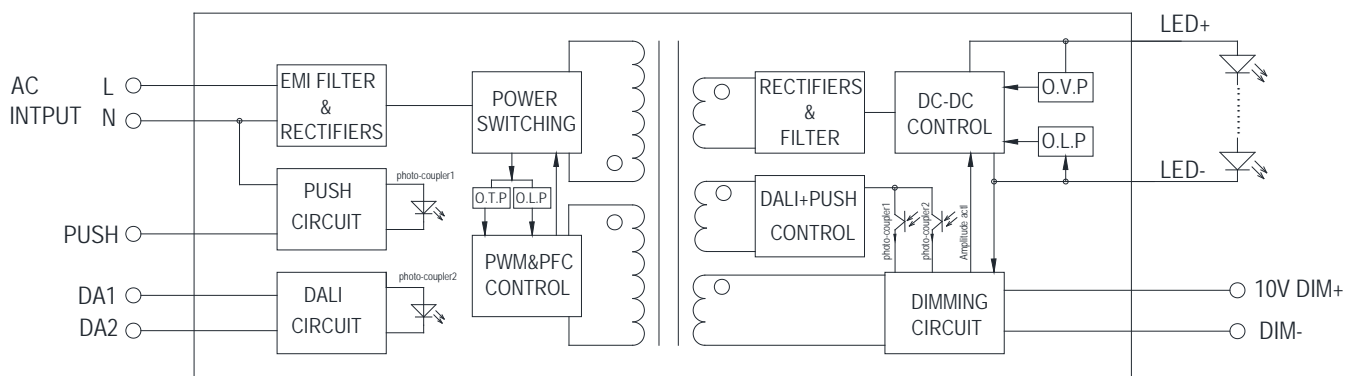 AC
INTPUT
L
N
PUSH
DA1
DA2
EMI FILTER
&
RECTIFIERS
PUSH
CIRCUIT
photo-coupler1
DALI
CIRCUIT
photo-coupler2
POWER
SWITCHING
O.T.P
O.L.P
PWM&PFC
CONTROL
RECTIFIERS
&
FILTER
DALI+PUSH
CONTROL
photo-coupler1
photo-coupler2
Amplitude actl
DC-DC
CONTROL
O.V.P
O.L.P
DIMMING
CIRCUIT
LED+
LED-
10V DIM+
DIM-